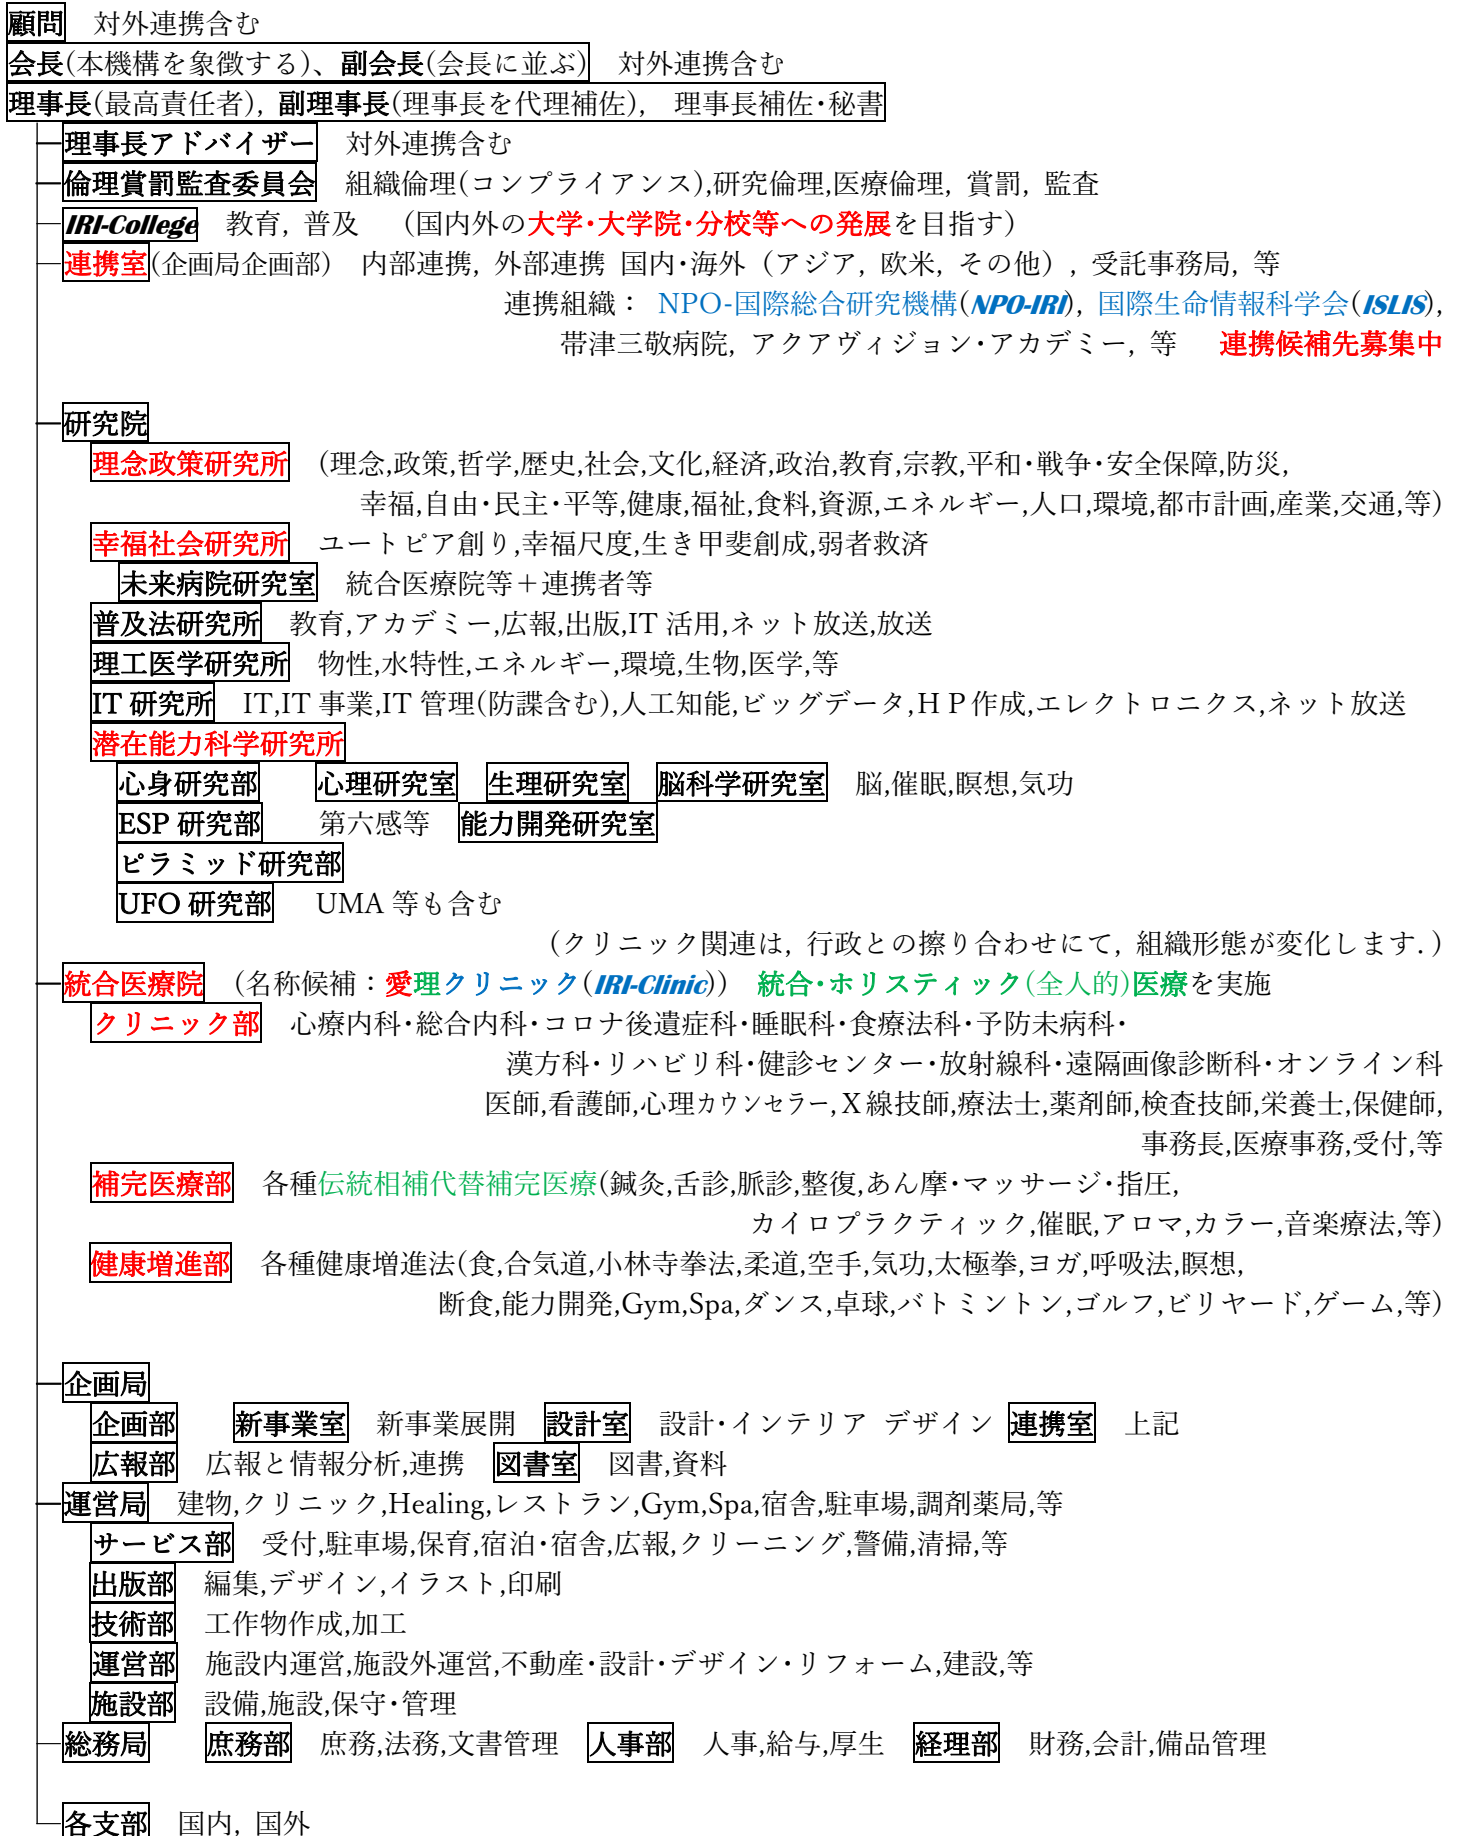 顧問　対外連携含む
会長(本機構を象徴する)、副会長(会長に並ぶ)　対外連携含む
理事長(最高責任者), 副理事長(理事長を代理補佐),　理事長補佐･秘書
理事長アドバイザー　対外連携含む
倫理賞罰監査委員会　組織倫理(コンプライアンス),研究倫理,医療倫理, 賞罰, 監査
IRI-College　教育, 普及　（国内外の大学･大学院･分校等への発展を目指す）
連携室(企画局企画部)　内部連携, 外部連携 国内･海外（アジア, 欧米, その他）, 受託事務局, 等
連携組織： NPO-国際総合研究機構(NPO-IRI), 国際生命情報科学会(ISLIS),
帯津三敬病院, アクアヴィジョン･アカデミー, 等　連携候補先募集中
研究院
理念政策研究所　(理念,政策,哲学,歴史,社会,文化,経済,政治,教育,宗教,平和･戦争･安全保障,防災,
幸福,自由･民主･平等,健康,福祉,食料,資源,エネルギー,人口,環境,都市計画,産業,交通,等)
幸福社会研究所　ユートピア創り,幸福尺度,生き甲斐創成,弱者救済
未来病院研究室　統合医療院等＋連携者等
普及法研究所　教育,アカデミー,広報,出版,IT 活用,ネット放送,放送
理工医学研究所　物性,水特性,エネルギー,環境,生物,医学,等
IT 研究所　IT,IT 事業,IT 管理(防諜含む),人工知能,ビッグデータ,ＨＰ作成,エレクトロニクス,ネット放送
潜在能力科学研究所
心身研究部　心理研究室　生理研究室　脳科学研究室　脳,催眠,瞑想,気功
ESP 研究部　第六感等　能力開発研究室
ピラミッド研究部
UFO 研究部　UMA 等も含む
(クリニック関連は, 行政との擦り合わせにて, 組織形態が変化します.)
統合医療院　(名称候補：愛理クリニック(IRI-Clinic))　統合･ホリスティック(全人的)医療を実施
クリニック部　心療内科･総合内科･コロナ後遺症科･睡眠科･食療法科･予防未病科･
漢方科･リハビリ科･健診センター･放射線科･遠隔画像診断科･オンライン科
医師,看護師,心理カウンセラー,Ｘ線技師,療法士,薬剤師,検査技師,栄養士,保健師,
事務長,医療事務,受付,等
補完医療部　各種伝統相補代替補完医療(鍼灸,舌診,脈診,整復,あん摩･マッサージ･指圧,
カイロプラクティック,催眠,アロマ,カラー,音楽療法,等)
健康増進部　各種健康増進法(食,合気道,小林寺拳法,柔道,空手,気功,太極拳,ヨガ,呼吸法,瞑想,
断食,能力開発,Gym,Spa,ダンス,卓球,バトミントン,ゴルフ,ビリヤード,ゲーム,等)
企画局
企画部　新事業室　新事業展開　設計室　設計･インテリア デザイン 連携室　上記
広報部　広報と情報分析,連携　図書室　図書,資料
運営局　建物,クリニック,Healing,レストラン,Gym,Spa,宿舎,駐車場,調剤薬局,等
サービス部　受付,駐車場,保育,宿泊･宿舎,広報,クリーニング,警備,清掃,等
出版部　編集,デザイン,イラスト,印刷
技術部　工作物作成,加工
運営部　施設内運営,施設外運営,不動産･設計･デザイン･リフォーム,建設,等
施設部　設備,施設,保守･管理
総務局　庶務部　庶務,法務,文書管理　人事部　人事,給与,厚生　経理部　財務,会計,備品管理
各支部　国内, 国外